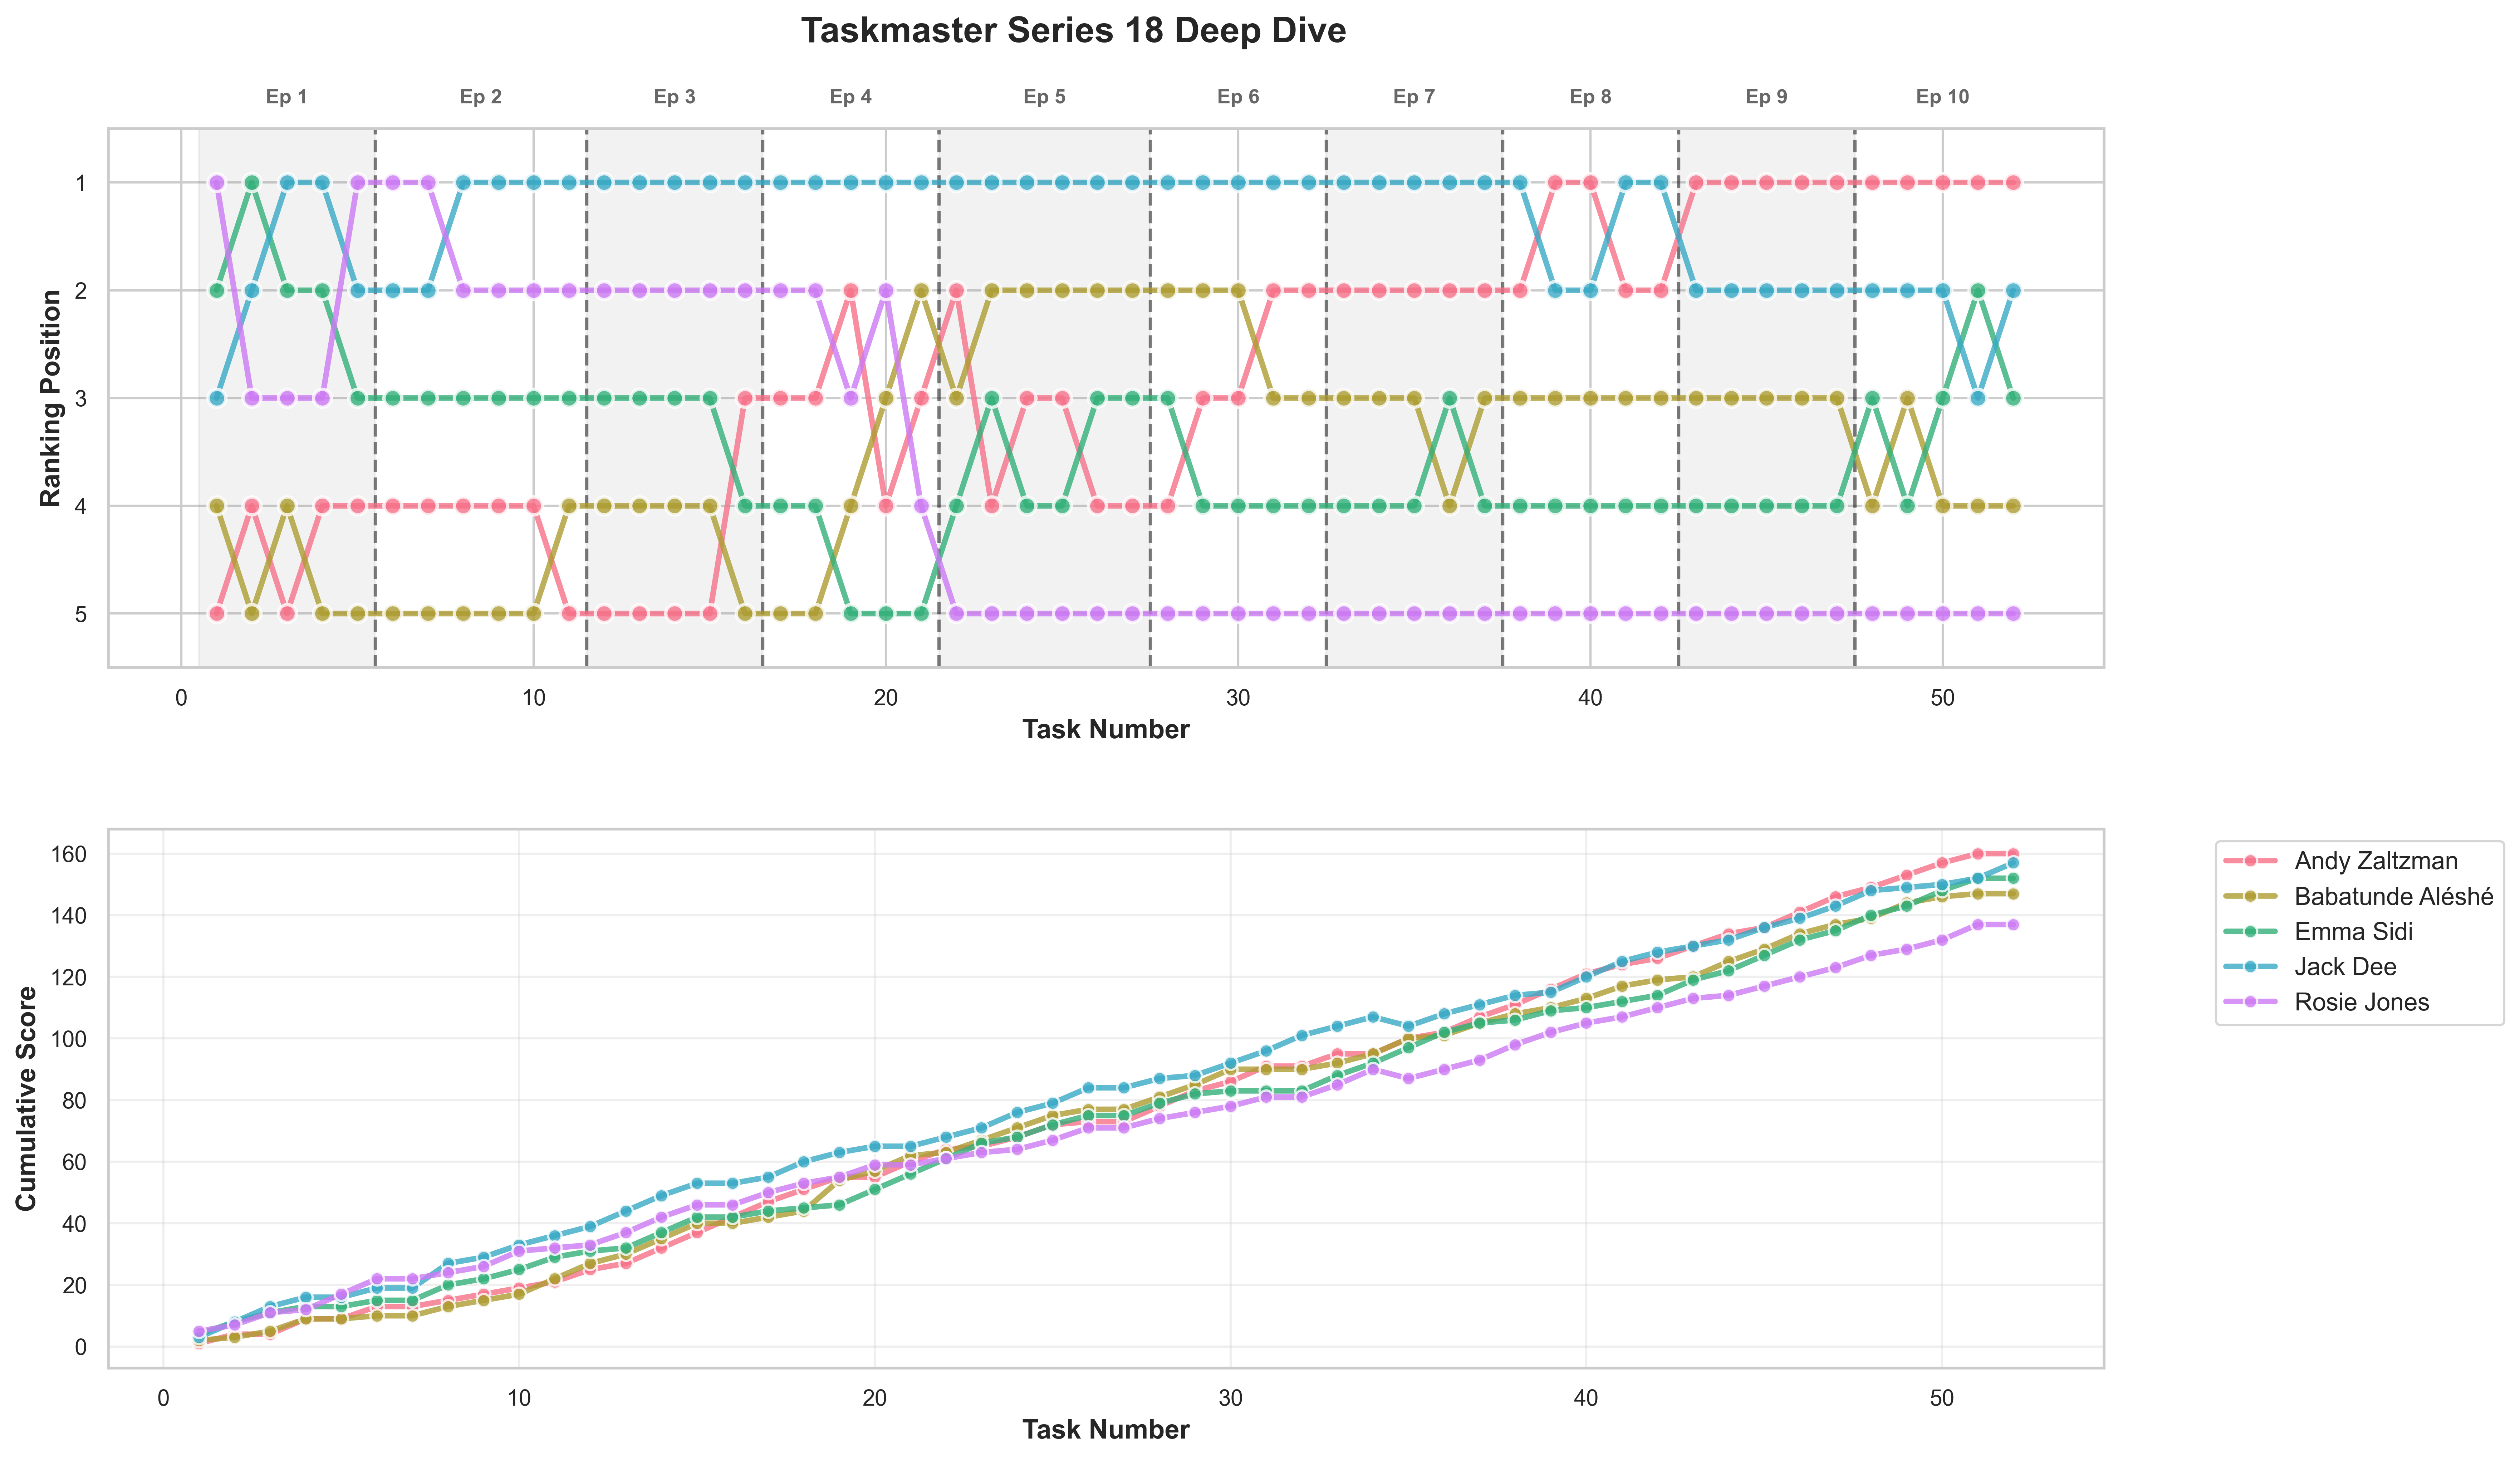 Taskmaster Series 18 Deep Dive
Ep 1 Ep 2 Ep 3 Ep 4 Ep 5 Ep 6 Ep 7 Ep 8 Ep 9 Ep 10
Ranking Position
1
2
3
4
5
0 10 20 30 40 50
Task Number
Cumulative Score
160
140
120
100
80
60
40
20
0
0 10 20 30 40 50
Task Number
Andy Zaltzman
Babatunde Aléshé
Emma Sidi
Jack Dee
Rosie Jones